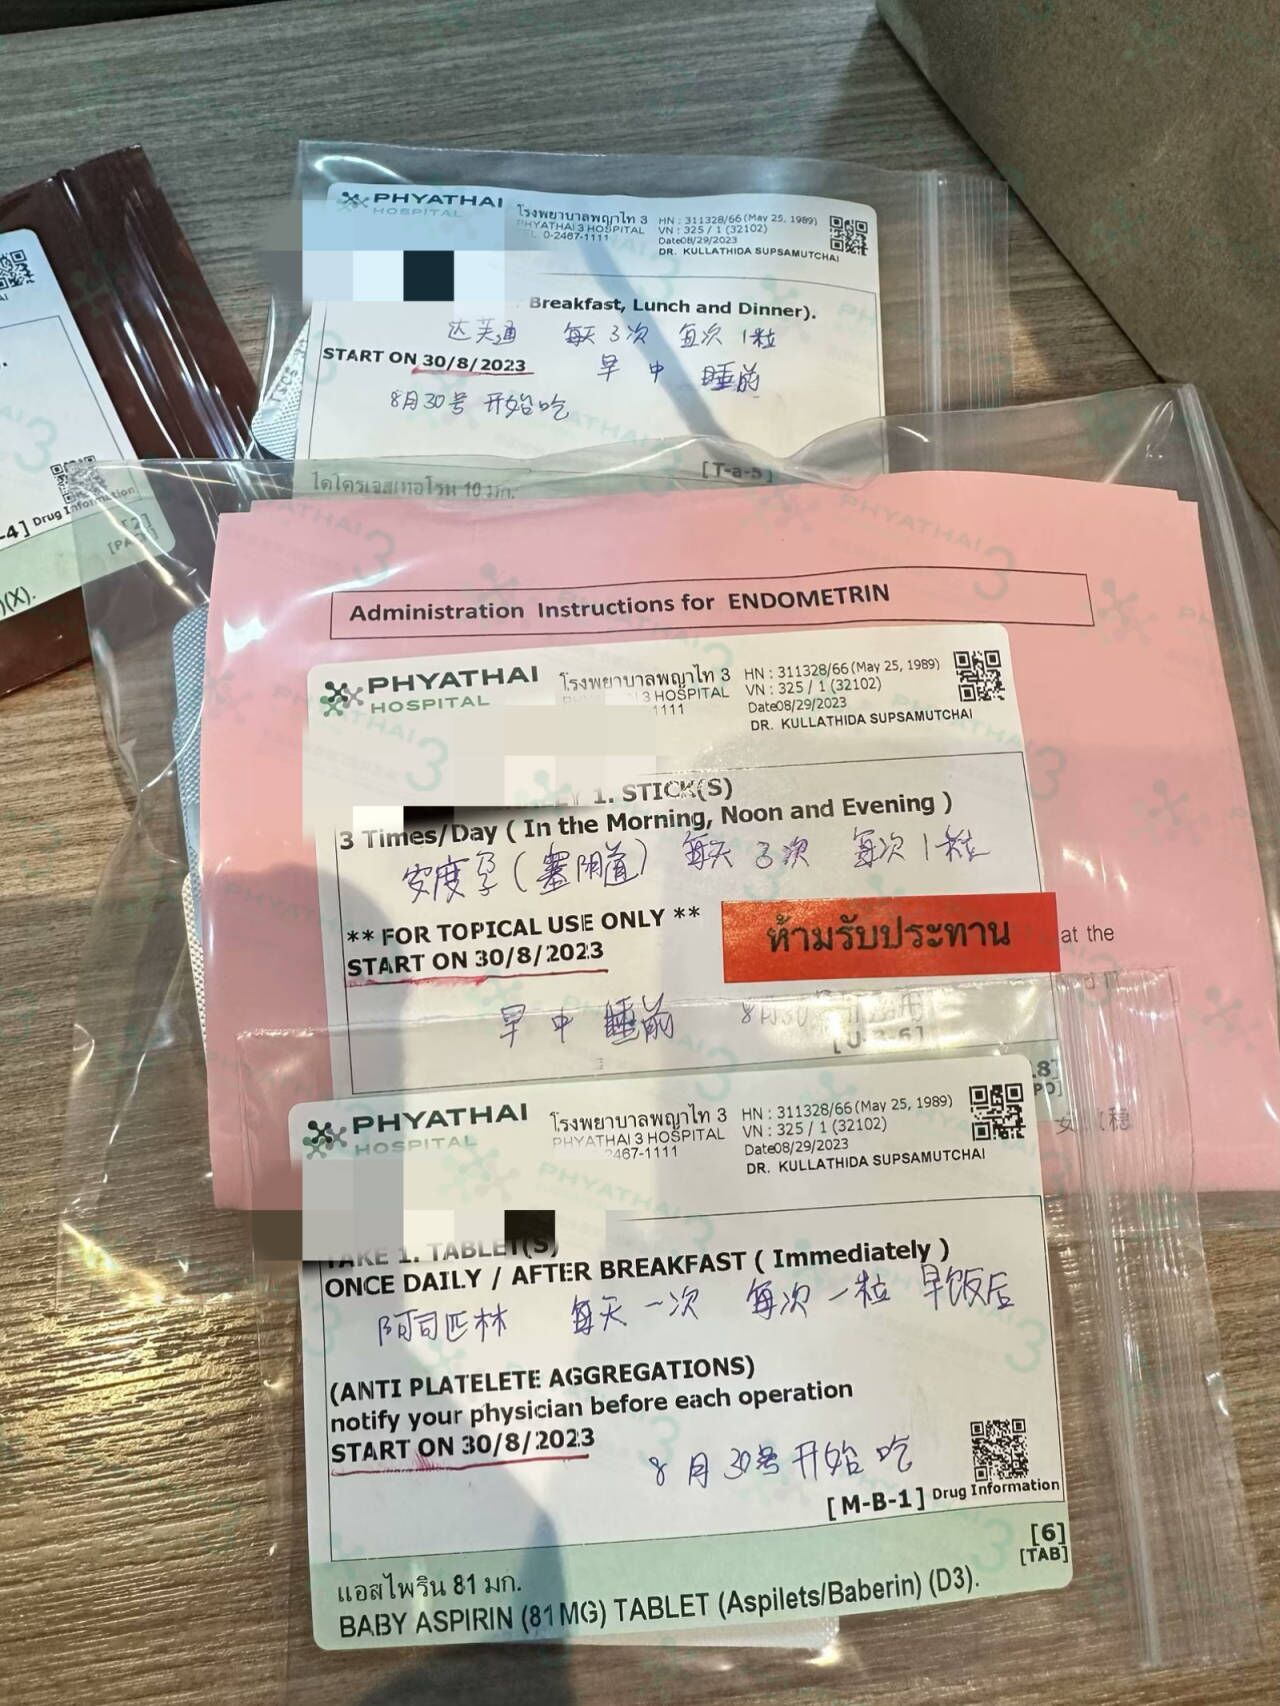 PHYATHAI
HOSPITAL
โรงพยาบาลพญาไท 3
PHYATHAI 3 HOSPITAL
0-2467-1111
HN : 311328/66 (May 25, 1989)
VN : 325 / 1 (32102)
Date08/29/2023
DR. KULLATHIDA SUPSAMUTCHAI
Breakfast, Lunch and Dinner).
达芙通 每天3次 每次1粒
START ON 30/8/2023
早 中 睡前
8月30号 开始吃
[T-a-5]
ไดโดรเจสเทอโรน 10 มก.
-4] Drug Information
[2]
)(X).
Administration Instructions for ENDOMETRIN
PHYATHAI
HOSPITAL
โรงพยาบาลพญาไท 3
3 HOSPITAL
1111
HN : 311328/66 (May 25, 1989)
VN : 325 / 1 (32102)
Date08/29/2023
DR. KULLATHIDA SUPSAMUTCHAI
1. STICK(S)
3 Times/Day ( In the Morning, Noon and Evening )
安度孕(塞阴道) 每天3次 每次1粒
** FOR TOPICAL USE ONLY **
ห้ามรับประทาน
at the
START ON 30/8/2023
早 中 睡前 8月30号
PHYATHAI
HOSPITAL
โรงพยาบาลพญาไท 3
PHYATHAI 3 HOSPITAL
2467-1111
HN : 311328/66 (May 25, 1989)
VN : 325 / 1 (32102)
Date08/29/2023
DR. KULLATHIDA SUPSAMUTCHAI
TAKE 1. TABLET(S)
ONCE DAILY / AFTER BREAKFAST ( Immediately )
阿司匹林 每天一次 每次一粒 早饭后
(ANTI PLATELETE AGGREGATIONS)
notify your physician before each operation
START ON 30/8/2023
8月30号开始吃
[M-B-1] Drug Information
[6]
[TAB]
แอสไพริน 81 มก.
BABY ASPIRIN (81MG) TABLET (Aspilets/Baberin) (D3).